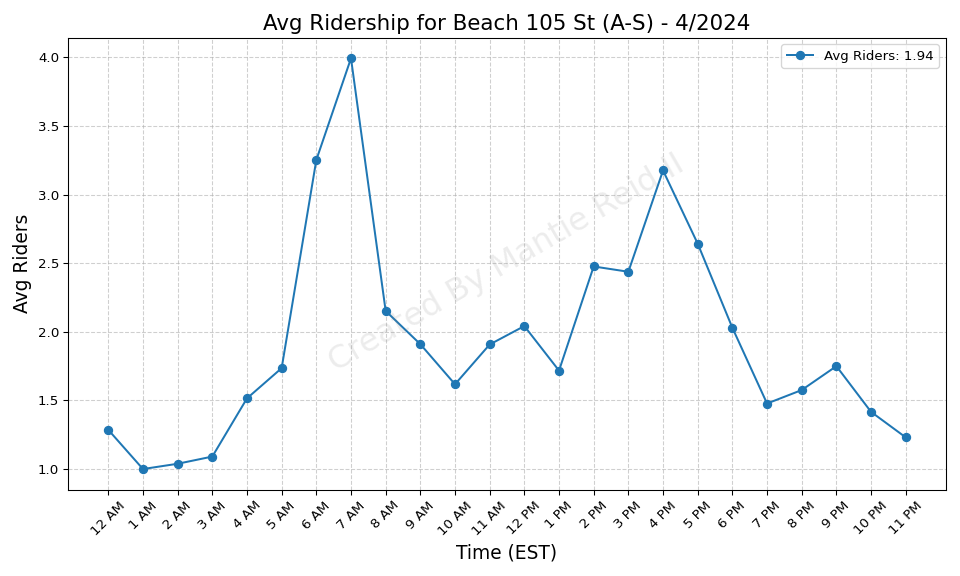 Avg Ridership for Beach 105 St (A-S) - 4/2024
Avg Riders: 1.94
Avg Riders
4.0
3.5
3.0
2.5
2.0
1.5
1.0
Created By Mantie Reid II
12 AM
1 AM
2 AM
3 AM
4 AM
5 AM
6 AM
7 AM
8 AM
9 AM
10 AM
11 AM
12 PM
1 PM
2 PM
3 PM
4 PM
5 PM
6 PM
7 PM
8 PM
9 PM
10 PM
11 PM
Time (EST)